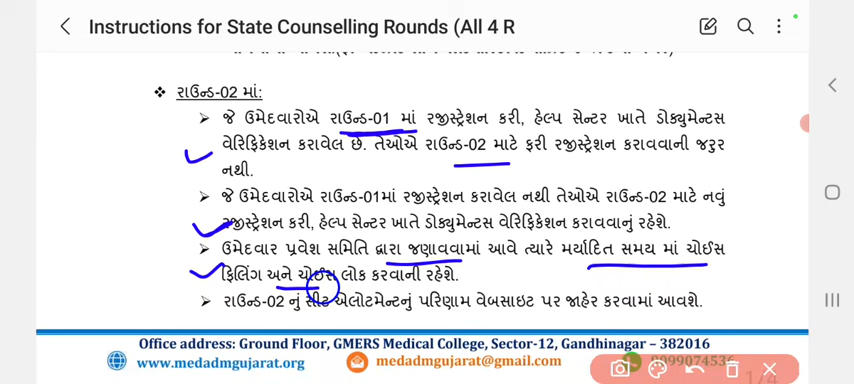 Instructions for State Counselling Rounds (All 4 R
❖ રાઉન્ડ-02 માં:
➢ જે ઉમેદવારોએ રાઉન્ડ-01 માં રજીસ્ટ્રેશન કરી, હેલ્પ સેન્ટર ખાતે ડોક્યુમેન્ટસ
વેરિફિકેશન કરાવેલ છે. તેઓએ રાઉન્ડ-02 માટે ફરી રજીસ્ટ્રેશન કરાવવાની જરુર
નથી.
➢ જે ઉમેદવારોએ રાઉન્ડ-01માં રજીસ્ટ્રેશન કરાવેલ નથી તેઓએ રાઉન્ડ-02 માટે નવું
રજીસ્ટ્રેશન કરી, હેલ્પ સેન્ટર ખાતે ડોક્યુમેન્ટસ વેરિફિકેશન કરાવવાનું રહેશે.
ઉમેદવાર પ્રવેશ સમિતિ દ્વારા જણાવવામાં આવે ત્યારે મર્યાદિત સમય માં ચોઈસ
ફિલિંગ અને ચોઈસ લોક કરવાની રહેશે.
➢ રાઉન્ડ-02 નું સીટ એલોટમેન્ટનું પરિણામ વેબસાઇટ પર જાહેર કરવામાં આવશે.
Office address: Ground Floor, GMERS Medical College, Sector-12, Gandhinagar – 382016
www.medadmgujarat.org medadmgujarat@gmail.com 9099074536
1/4